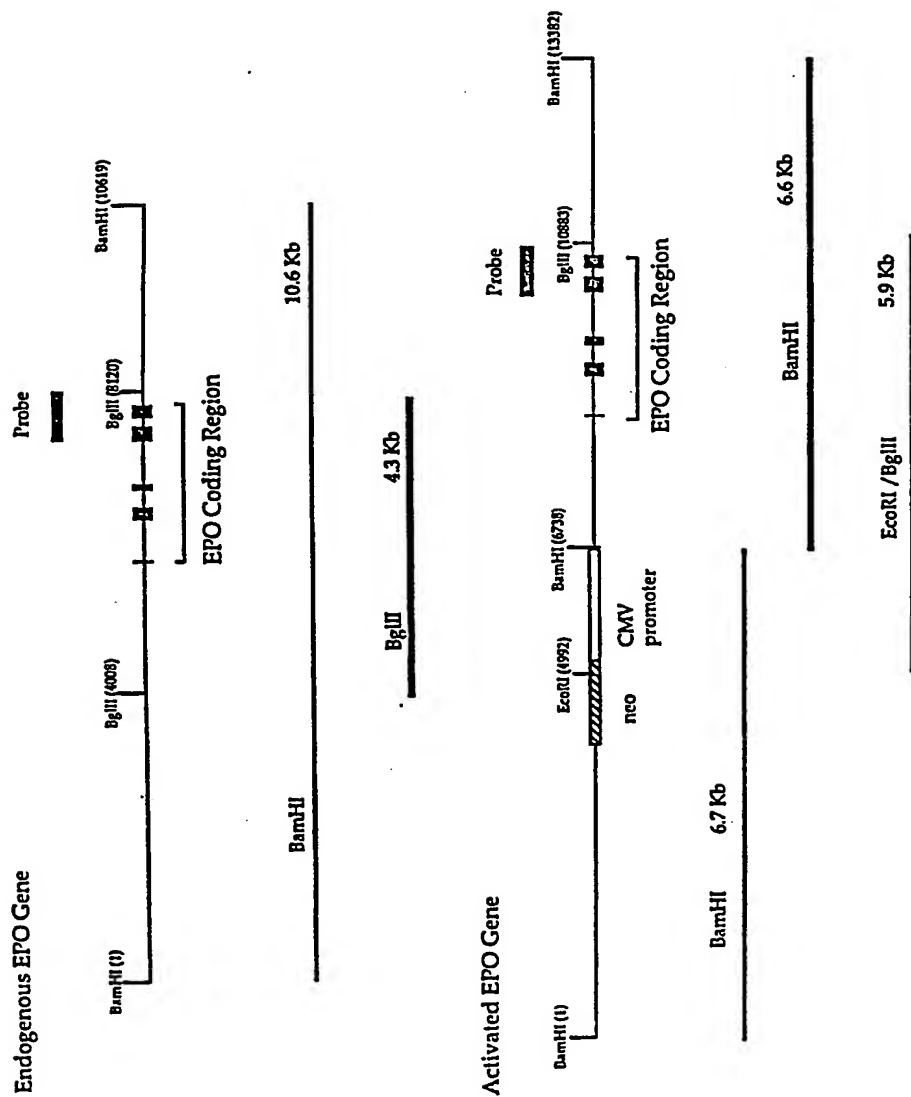 Endogenous EPO Gene
Probe
BamHI (1)
BglII (4008)
BglII (8120)
BamHI (10619)
EPO Coding Region
BamHI
10.6 Kb
BglII
4.3 Kb
Activated EPO Gene
Probe
BamHI (1)
EcoRI (4992)
BamHI (6738)
BglII (10883)
BamHI (13382)
neo
CMV
promoter
EPO Coding Region
BamHI
6.7 Kb
BamHI
6.6 Kb
EcoRI /BglII
5.9 Kb